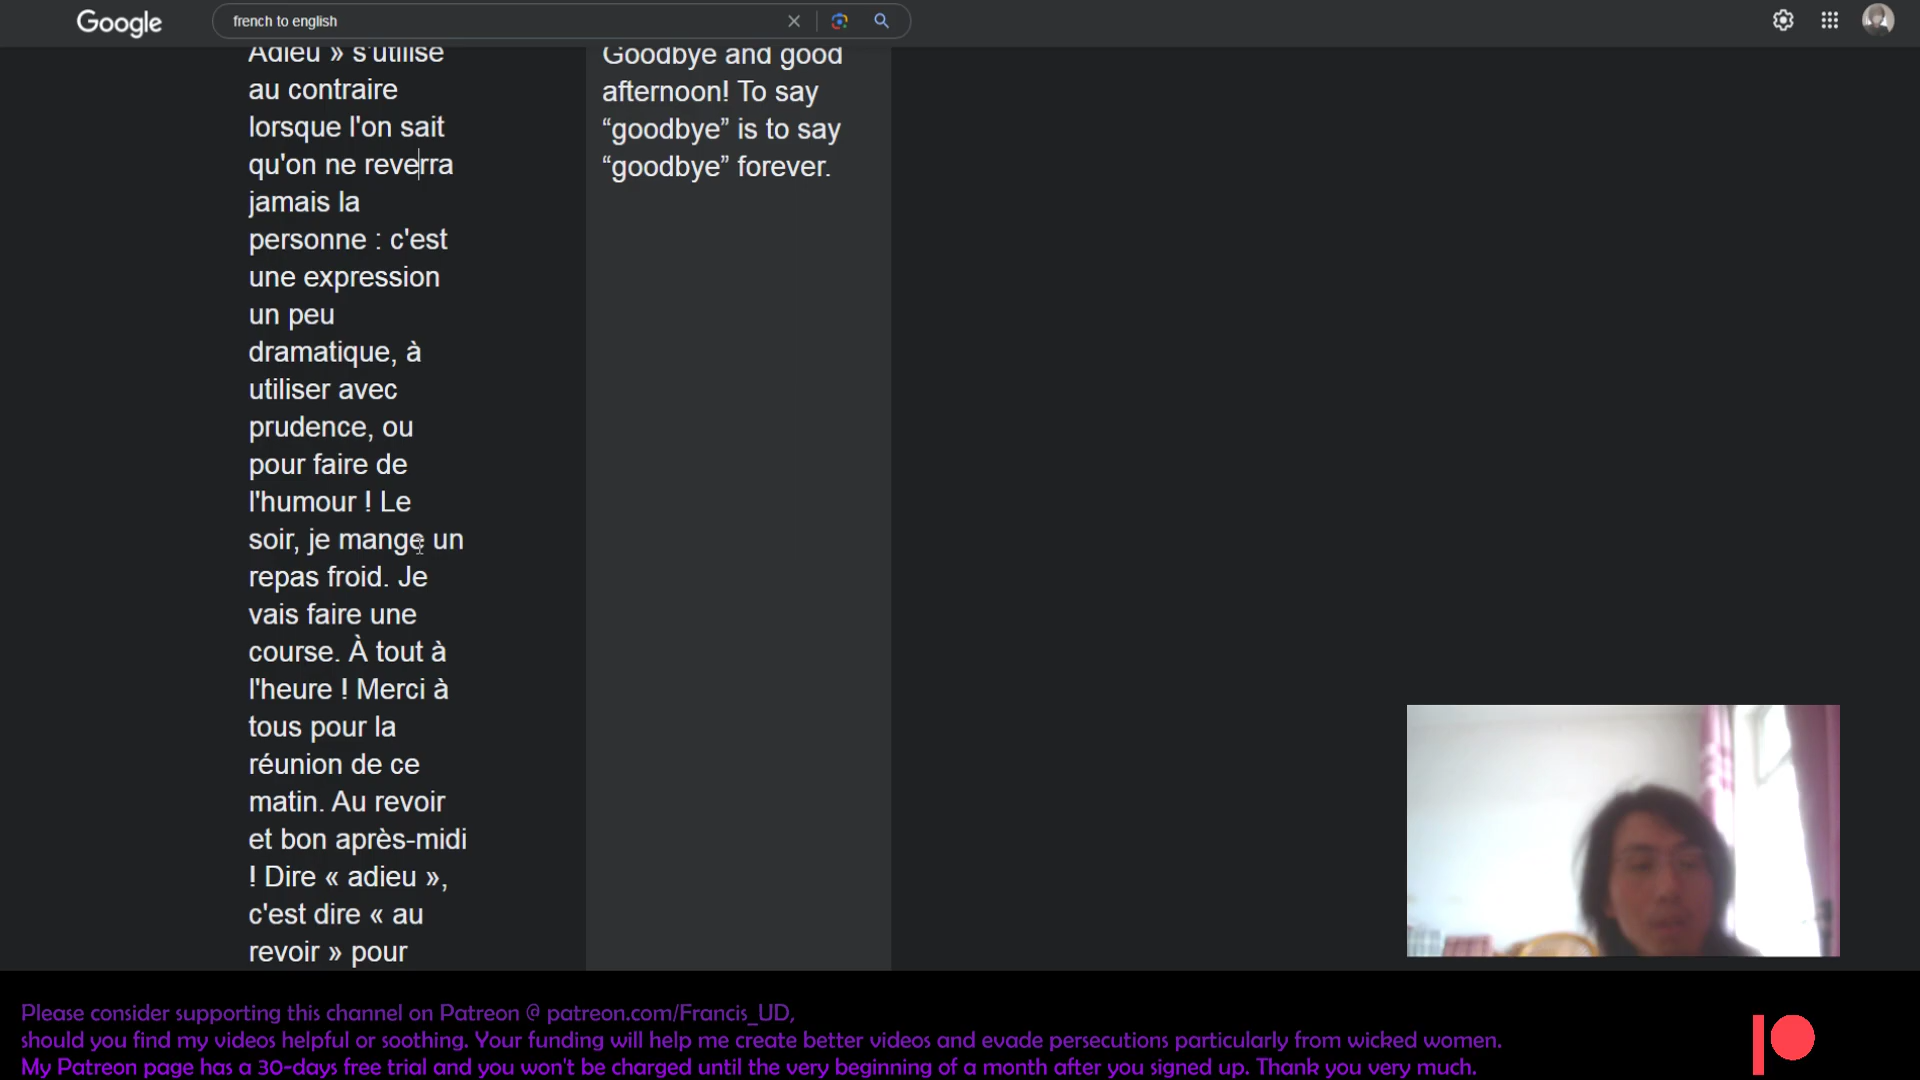 Google
french to english
Adieu » s'utilise
au contraire
lorsque l'on sait
qu'on ne reverra
jamais la
personne : c'est
une expression
un peu
dramatique, à
utiliser avec
prudence, ou
pour faire de
l'humour ! Le
soir, je mange un
repas froid. Je
vais faire une
course. À tout à
l'heure ! Merci à
tous pour la
réunion de ce
matin. Au revoir
et bon après-midi
! Dire « adieu »,
c'est dire « au
revoir » pour
Goodbye and good
afternoon! To say
“goodbye” is to say
“goodbye” forever.
Please consider supporting this channel on Patreon @ patreon.com/Francis_UD,
should you find my videos helpful or soothing. Your funding will help me create better videos and evade persecutions particularly from wicked women.
My Patreon page has a 30-days free trial and you won't be charged until the very beginning of a month after you signed up. Thank you very much.